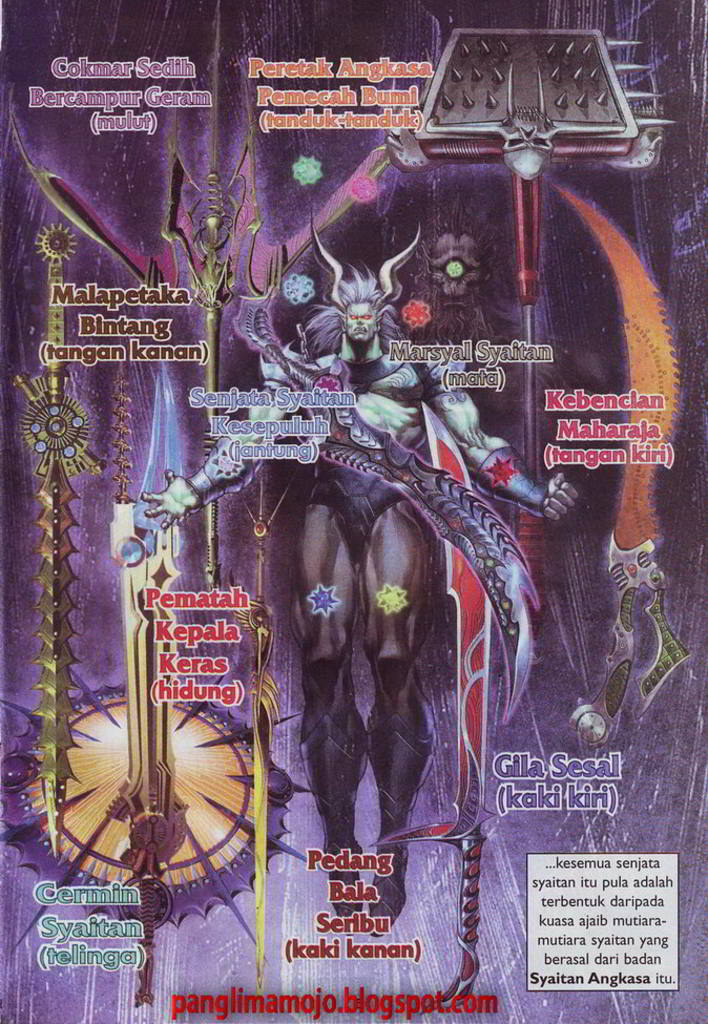 Cokmar Sedih
Bercampur Geram
(mulut)
Peretak Angkasa
Pemecah Bumi
(tanduk-tanduk)
Malapetaka
Bintang
(tangan kanan)
Marsyal Syaitan
(mata)
Senjata Syaitan
Kesepuluh
(jantung)
Kebencian
Maharaja
(tangan kiri)
Pematah
Kepala
Keras
(hidung)
Gila Sesal
(kaki kiri)
Pedang
Bala
Seribu
(kaki kanan)
Cermin
Syaitan
(telinga)
...kesemua senjata
syaitan itu pula adalah
terbentuk daripada
kuasa ajaib mutiara-
mutiara syaitan yang
berasal dari badan
Syaitan Angkasa itu.
panglimamojo.blogspot.com